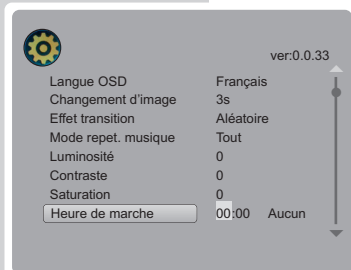 ver:0.0.33
Langue OSD Français
Changement d’image 3s
Effet transition Aléatoire
Mode repet. musique Tout
Luminosité 0
Contraste 0
Saturation 0
Heure de marche 00:00 Aucun